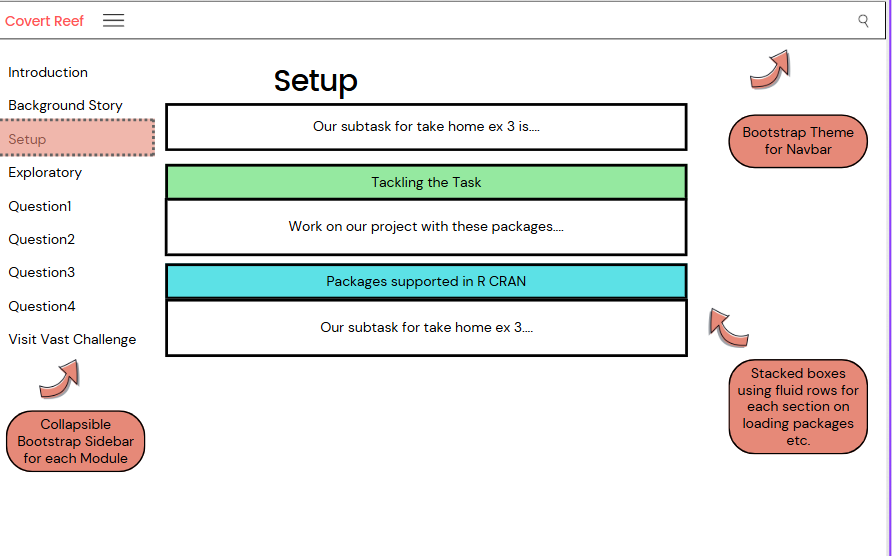 Covert Reef
Introduction
Background Story
Setup
Exploratory
Question1
Question2
Question3
Question4
Visit Vast Challenge
Collapsible
Bootstrap Sidebar
for each Module
Setup
Our subtask for take home ex 3 is....
Tackling the Task
Work on our project with these packages....
Packages supported in R CRAN
Our subtask for take home ex 3....
Bootstrap Theme
for Navbar
Stacked boxes
using fluid rows for
each section on
loading packages
etc.